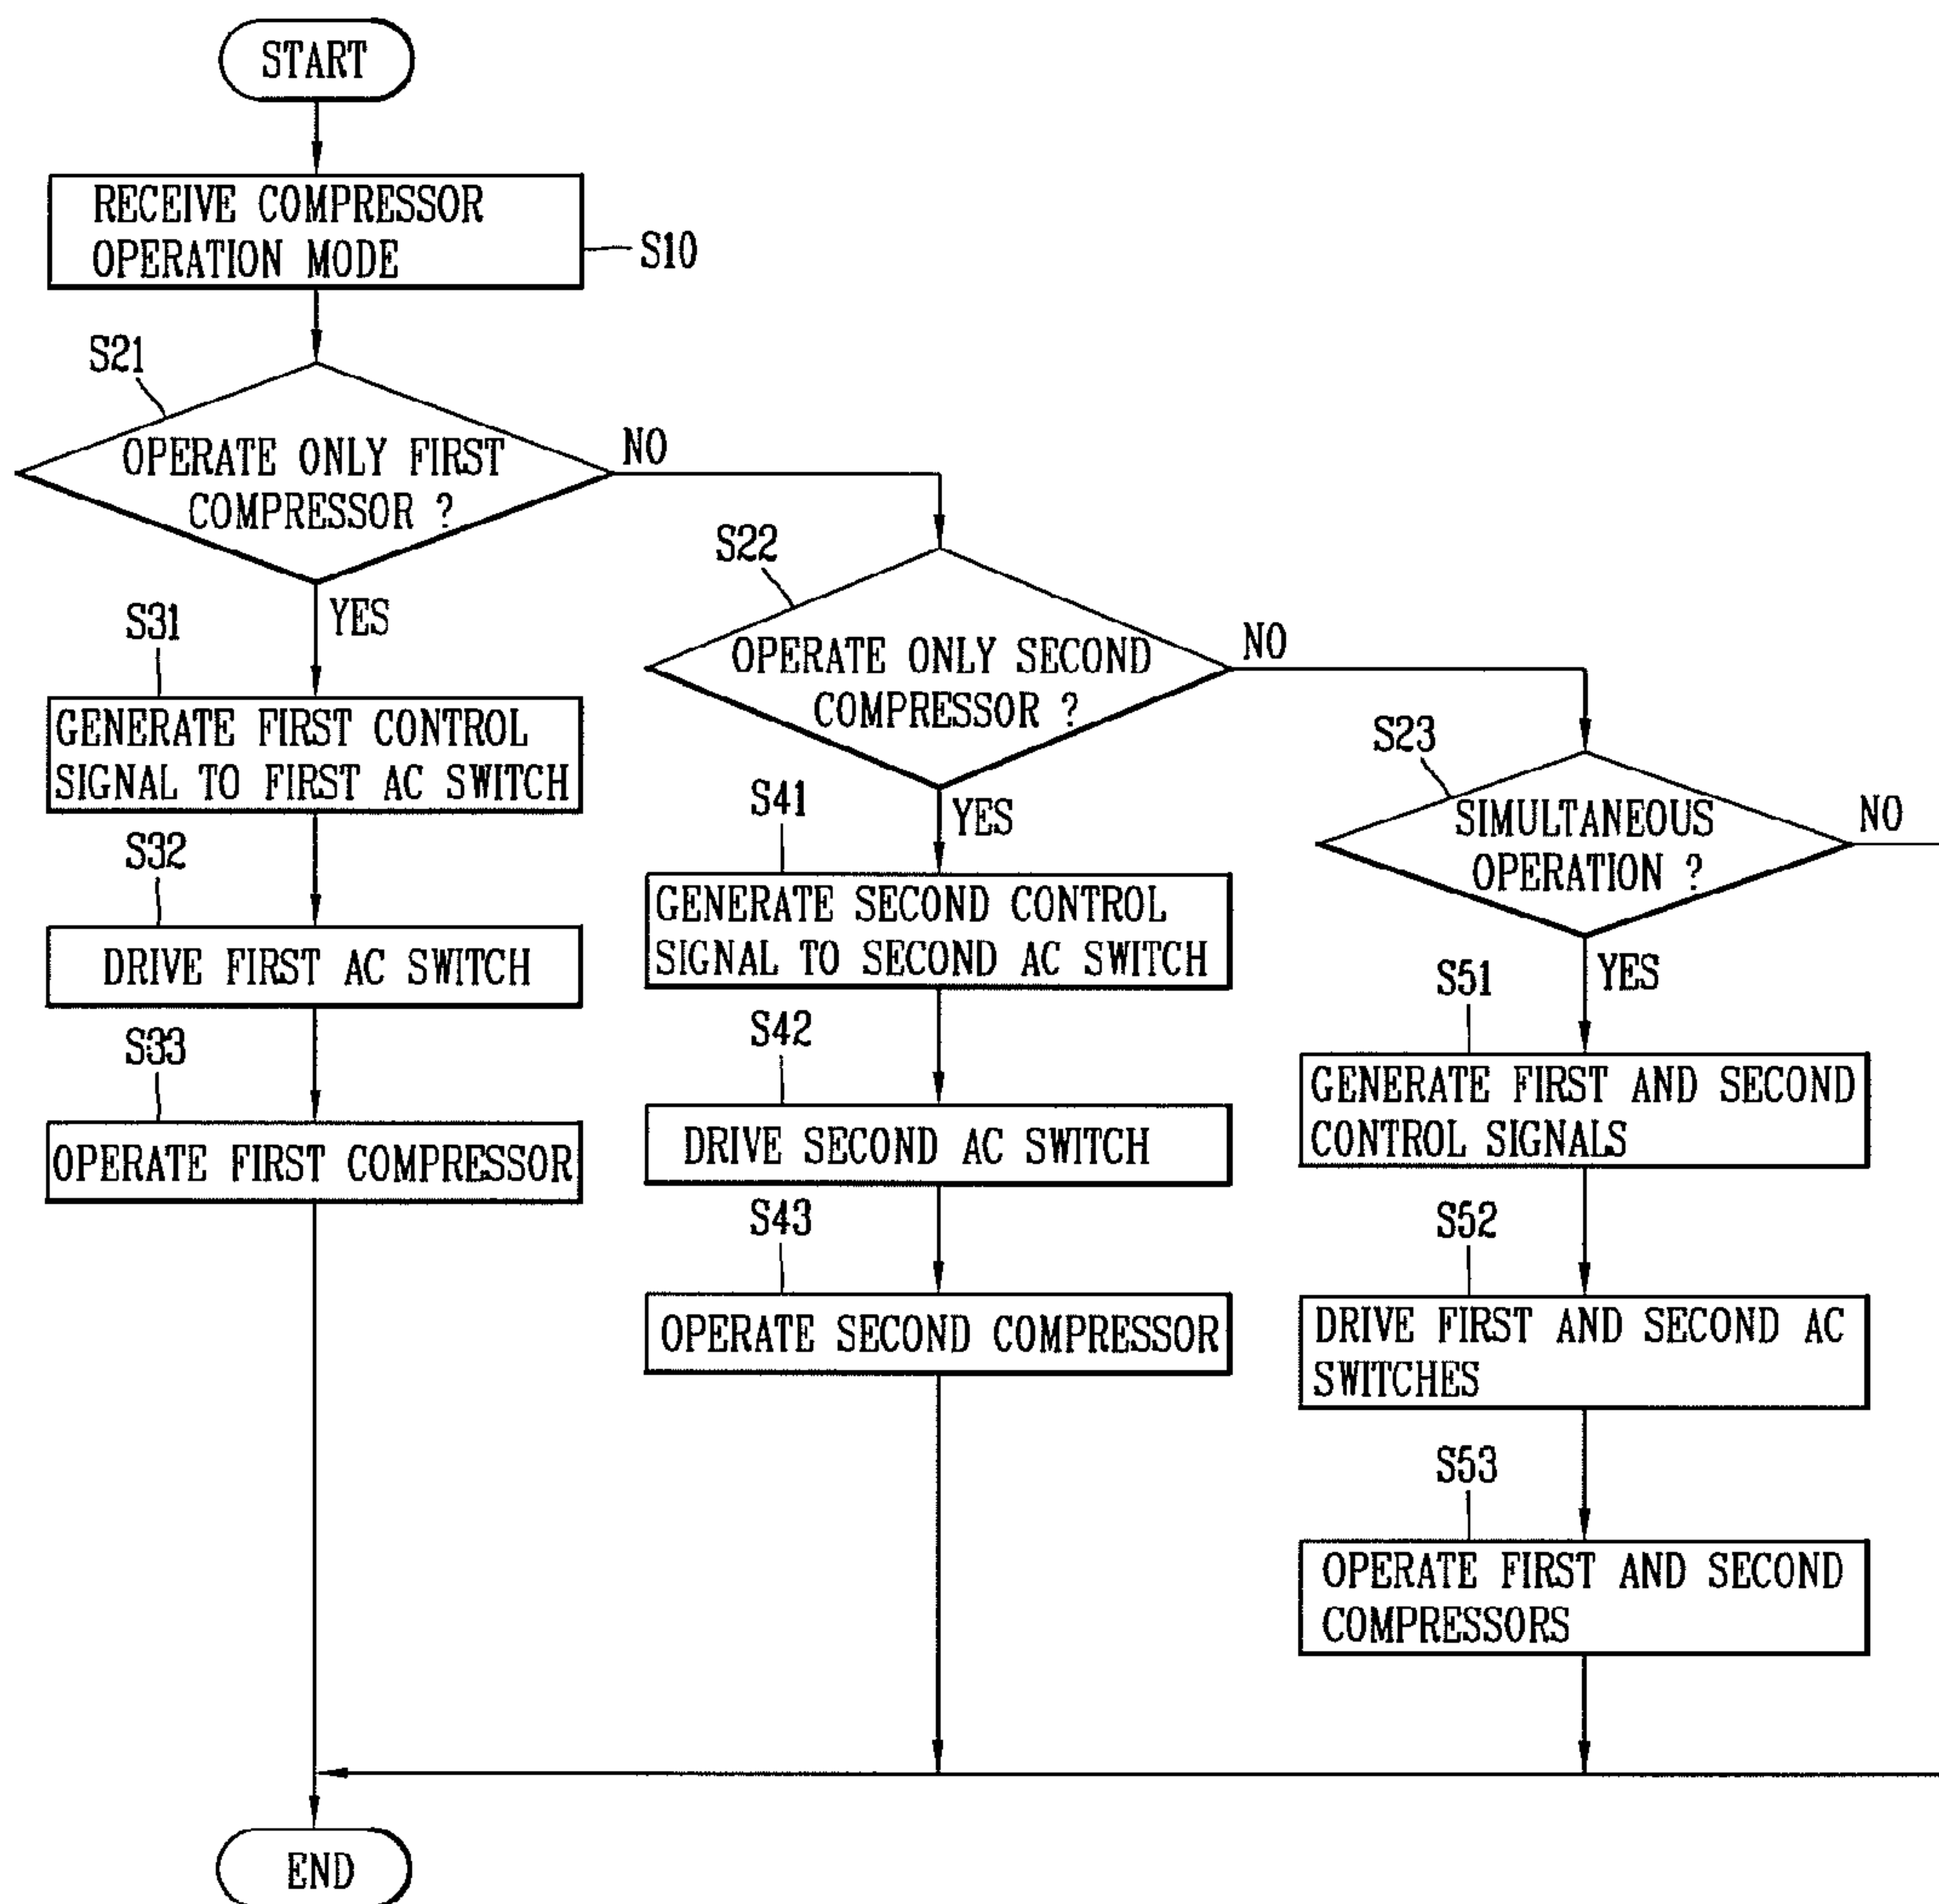 START
RECEIVE COMPRESSOR
OPERATION MODE
S10
S21
OPERATE ONLY FIRST
COMPRESSOR ?
NO
YES
S31
GENERATE FIRST CONTROL
SIGNAL TO FIRST AC SWITCH
S32
DRIVE FIRST AC SWITCH
S33
OPERATE FIRST COMPRESSOR
S22
OPERATE ONLY SECOND
COMPRESSOR ?
NO
YES
S41
GENERATE SECOND CONTROL
SIGNAL TO SECOND AC SWITCH
S42
DRIVE SECOND AC SWITCH
S43
OPERATE SECOND COMPRESSOR
S23
SIMULTANEOUS
OPERATION ?
NO
YES
S51
GENERATE FIRST AND SECOND
CONTROL SIGNALS
S52
DRIVE FIRST AND SECOND AC
SWITCHES
S53
OPERATE FIRST AND SECOND
COMPRESSORS
END